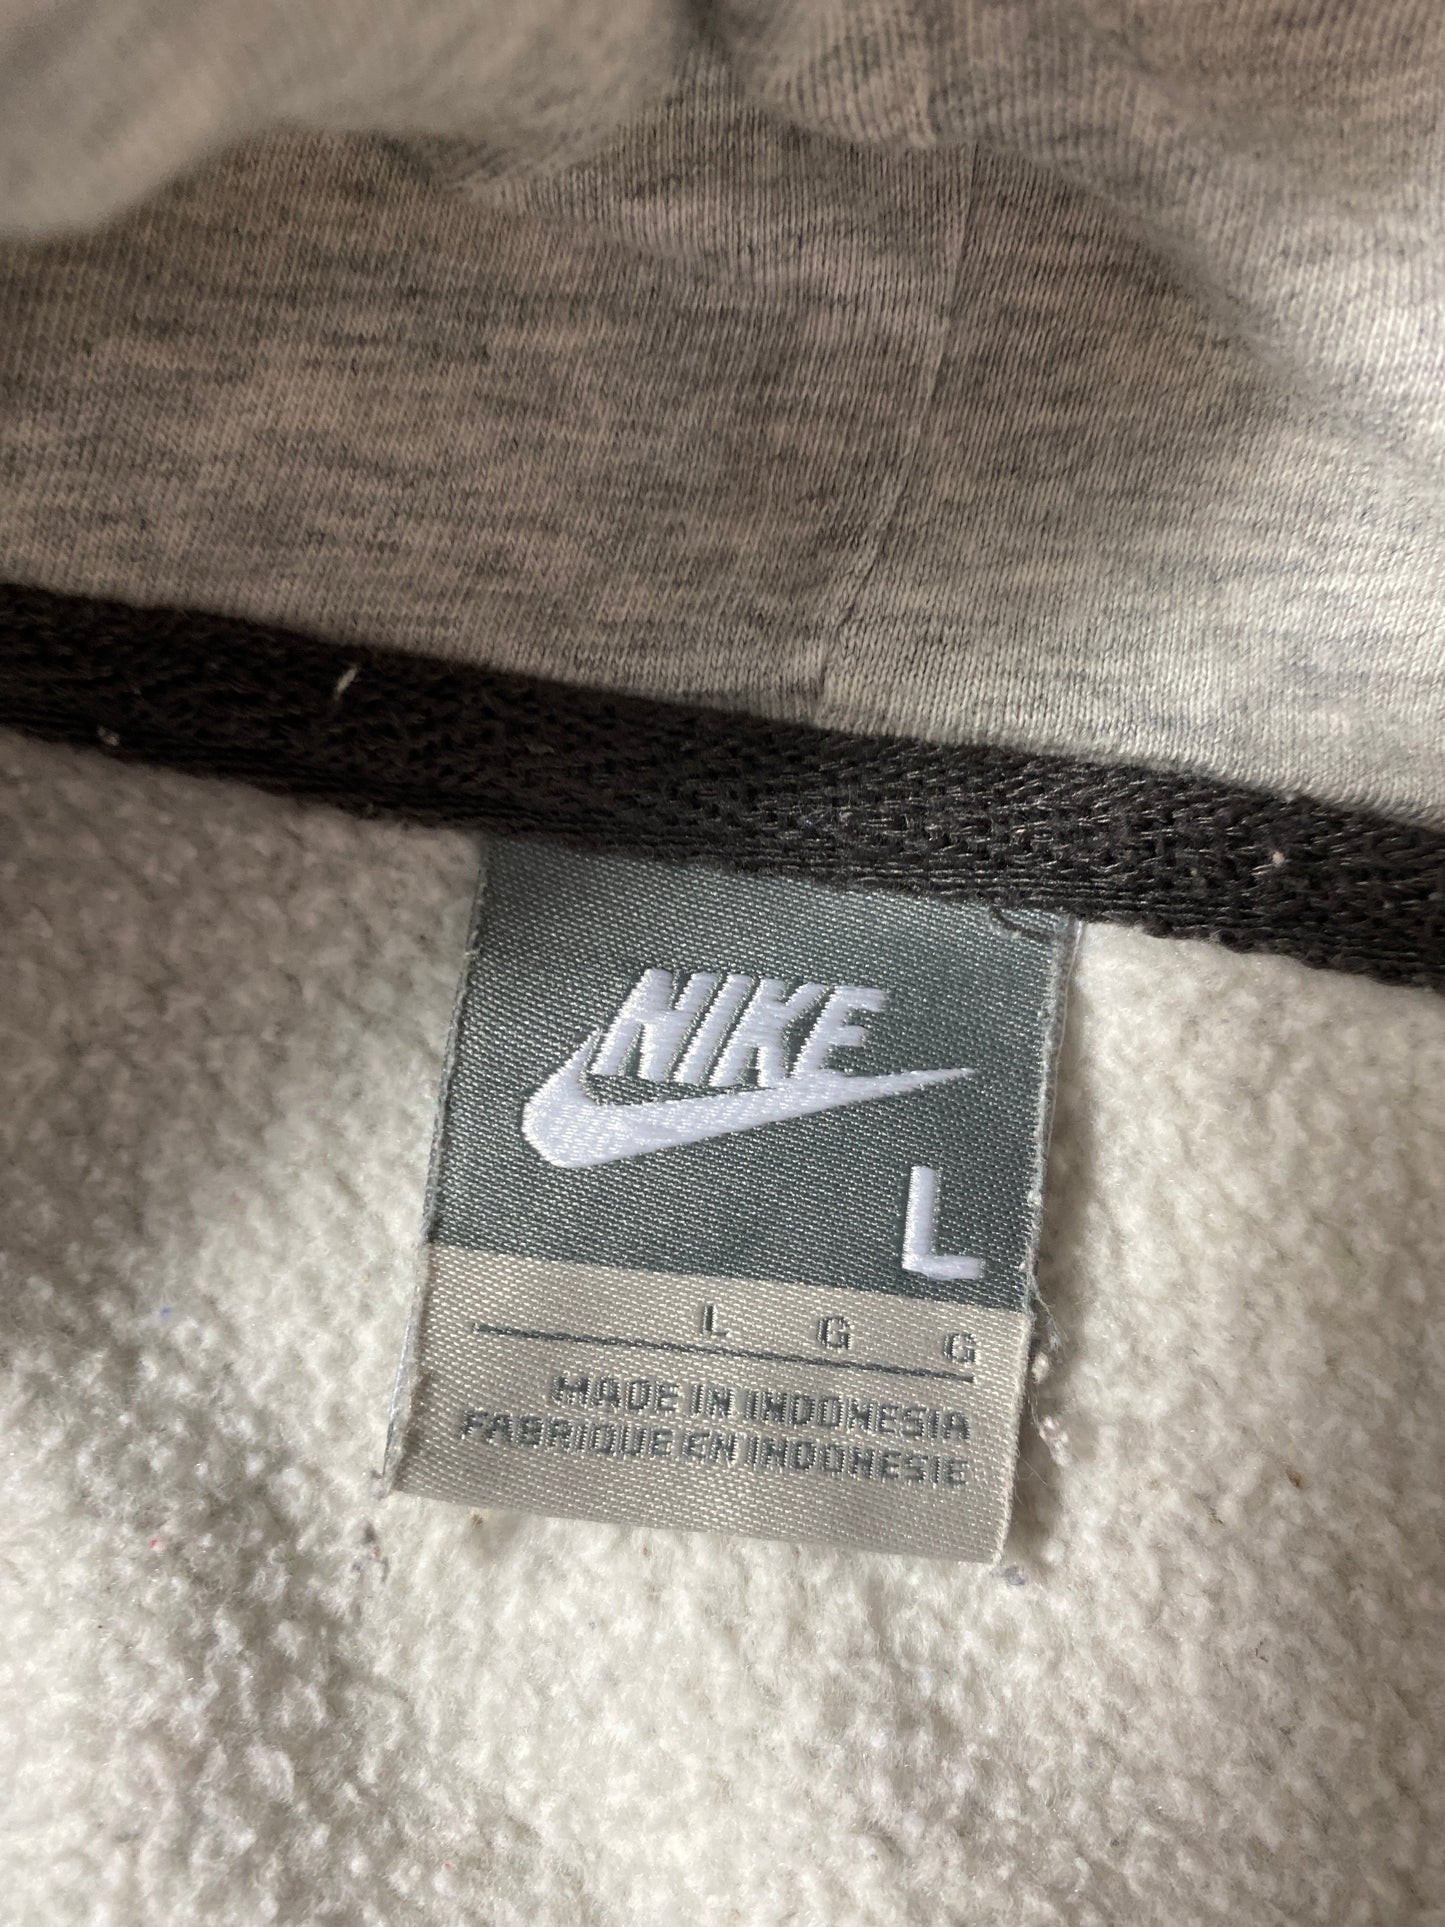 NIKE
L
L G G
MADE IN INDONESIA
FABRIQUE EN INDONESIE